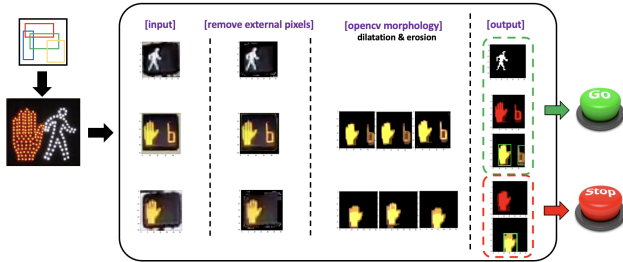 [input]
[remove external pixels]
[opencv morphology]
dilatation & erosion
[output]
Go
Stop